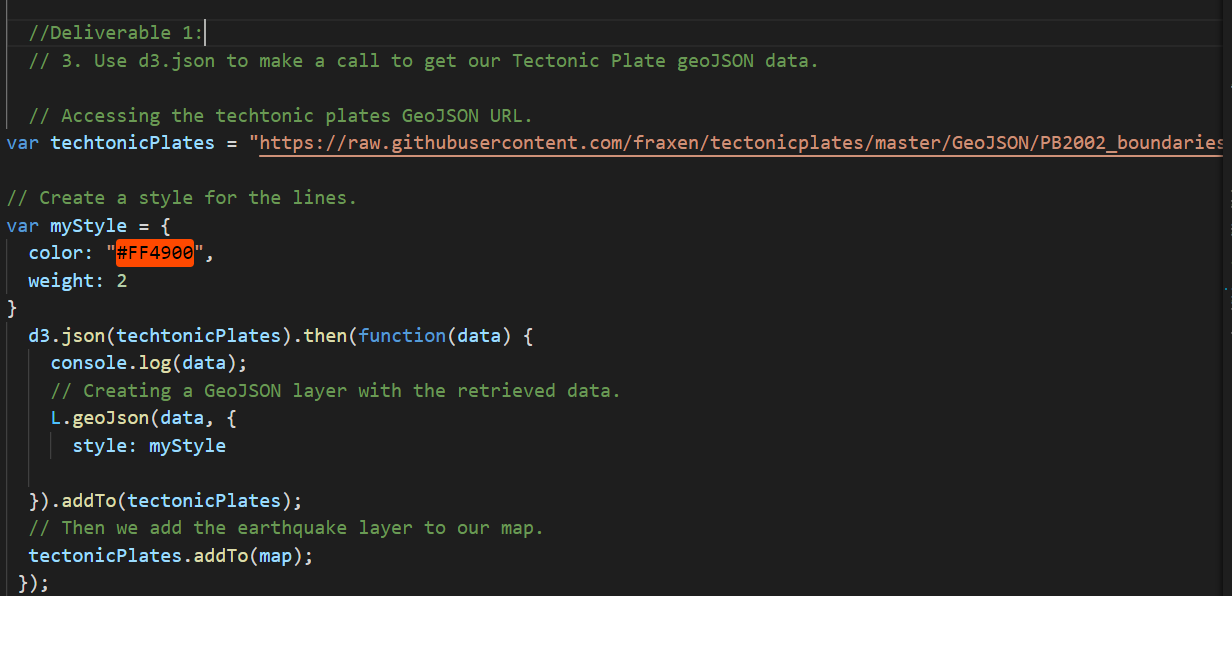 //Deliverable 1:
// 3. Use d3.json to make a call to get our Tectonic Plate geoJSON data.
// Accessing the techtonic plates GeoJSON URL.
var techtonicPlates = "https://raw.githubusercontent.com/fraxen/tectonicplates/master/GeoJSON/PB2002_boundaries
// Create a style for the lines.
var myStyle = {
color: "#FF4900",
weight: 2
}
d3.json(techtonicPlates).then(function(data) {
console.log(data);
// Creating a GeoJSON layer with the retrieved data.
L.geoJson(data, {
style: myStyle
}).addTo(tectonicPlates);
// Then we add the earthquake layer to our map.
tectonicPlates.addTo(map);
});